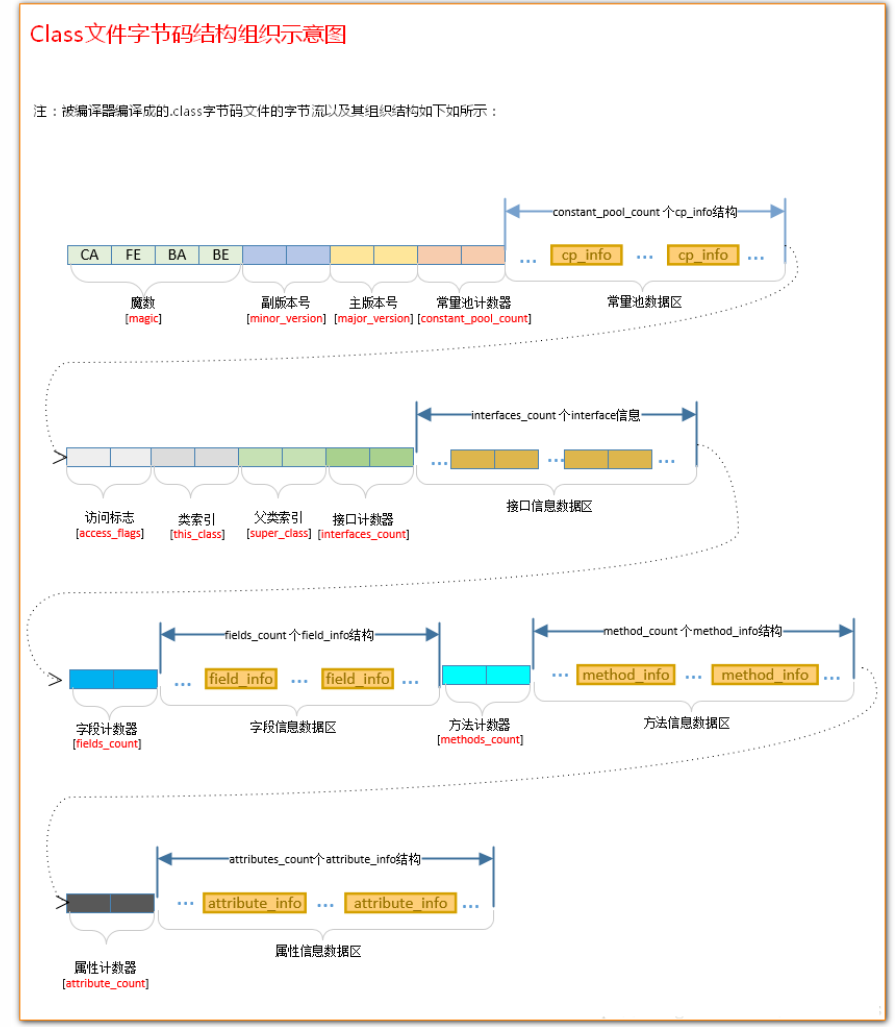 Class文件字节码结构组织示意图
注：被编译器编译成的.class字节码文件的字节流以及其组织结构如下如所示：
constant_pool_count 个cp_info结构
CA FE BA BE ... cp_info ... cp_info ...
魔数 副版本号 主版本号 常量池计数器 常量池数据区
[magic] [minor_version] [major_version] [constant_pool_count]
interfaces_count 个interface信息
... ... ...
访问标志 类索引 父类索引 接口计数器 接口信息数据区
[access_flags] [this_class] [super_class] [interfaces_count]
fields_count 个field_info结构 method_count 个method_info结构
... field_info ... field_info ... ... method_info ... method_info ...
字段计数器 字段信息数据区 方法计数器 方法信息数据区
[fields_count] [methods_count]
attributes_count个attribute_info结构
... attribute_info ... attribute_info ...
属性计数器 属性信息数据区
[attribute_count]